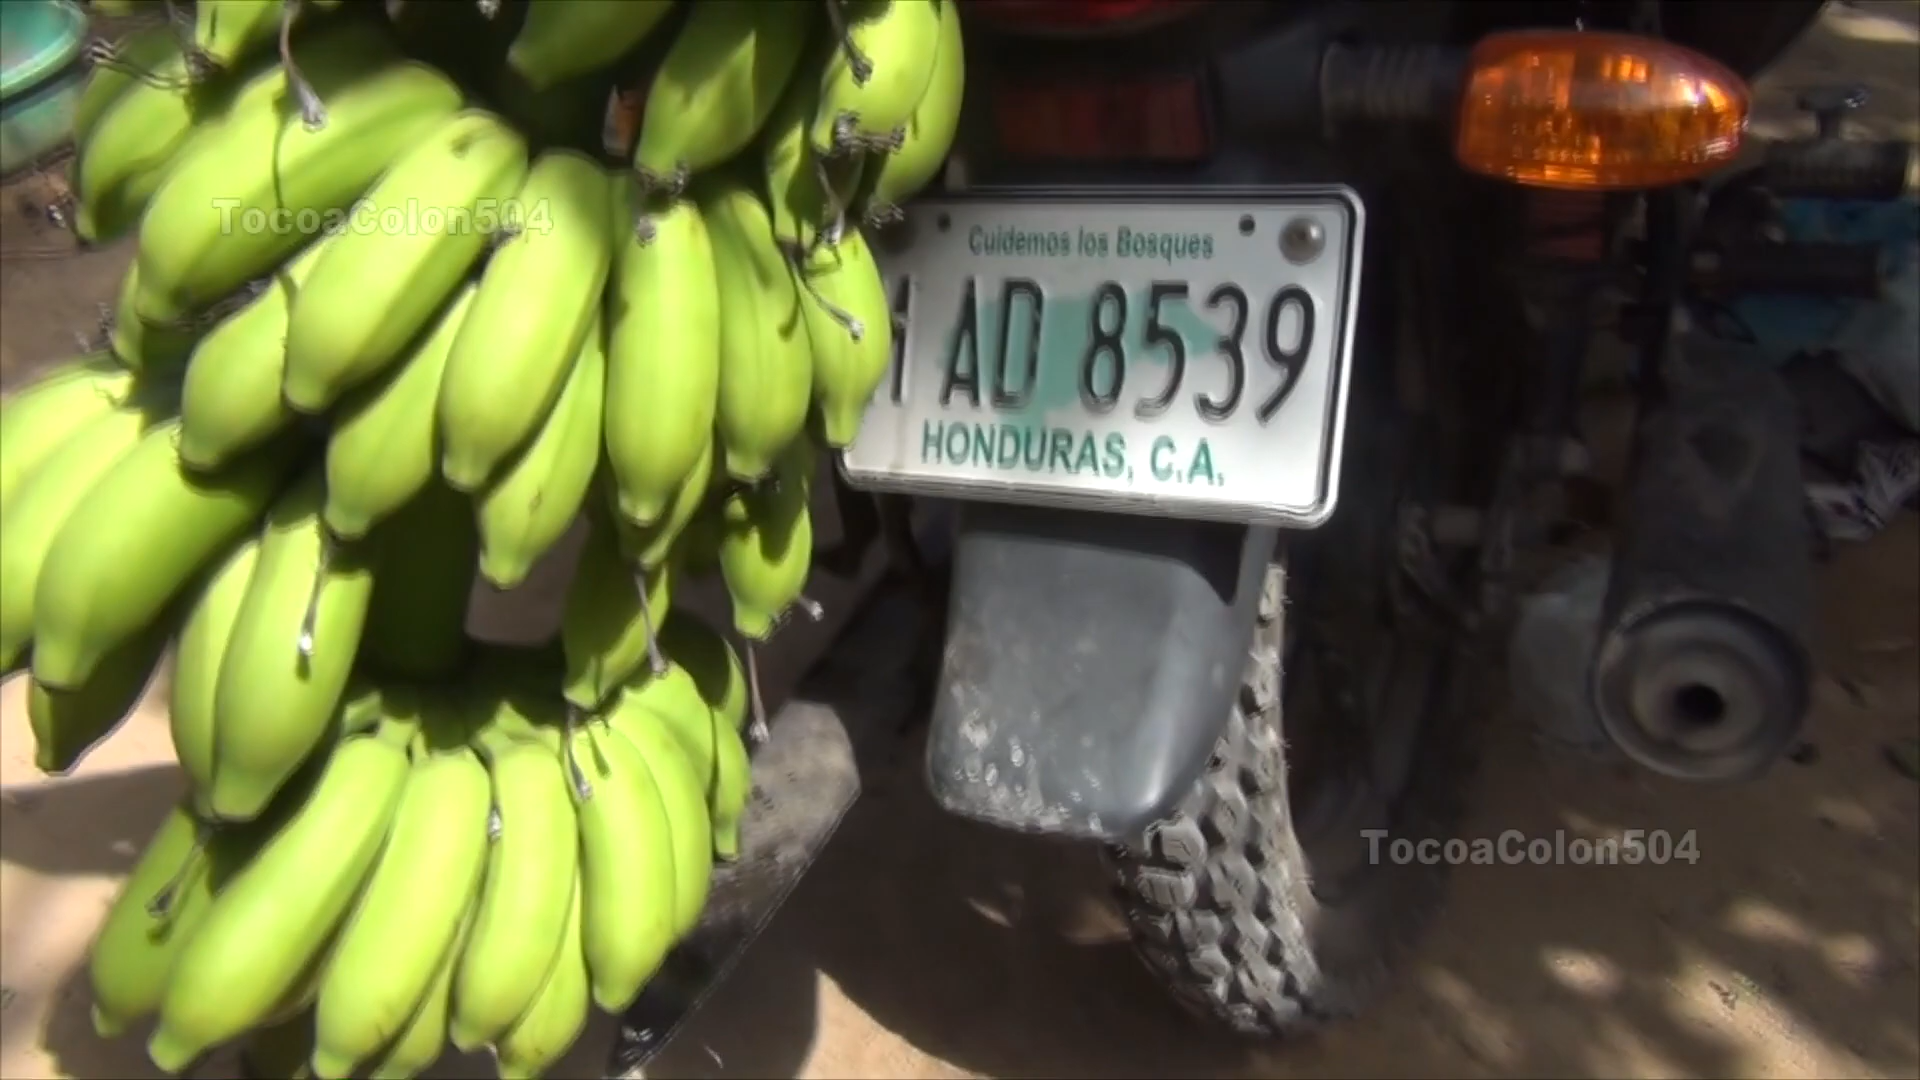 TocoaColon504
Cuidemos los Bosques
AD 8539
HONDURAS, C.A.
TocoaColon504